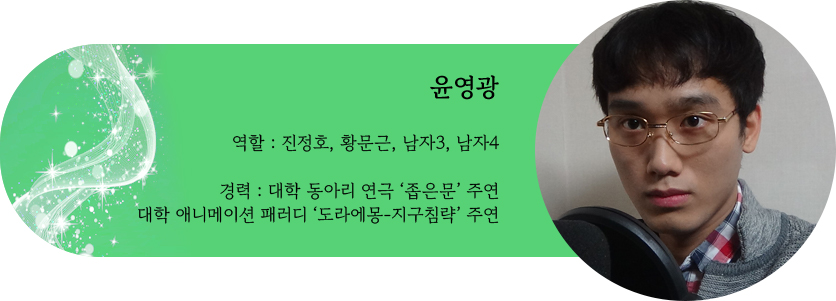 윤영광
역할 : 진정호, 황문근, 남자3, 남자4
경력 : 대학 동아리 연극 ‘좁은문’ 주연
대학 애니메이션 패러디 ‘도라에몽-지구침략’ 주연